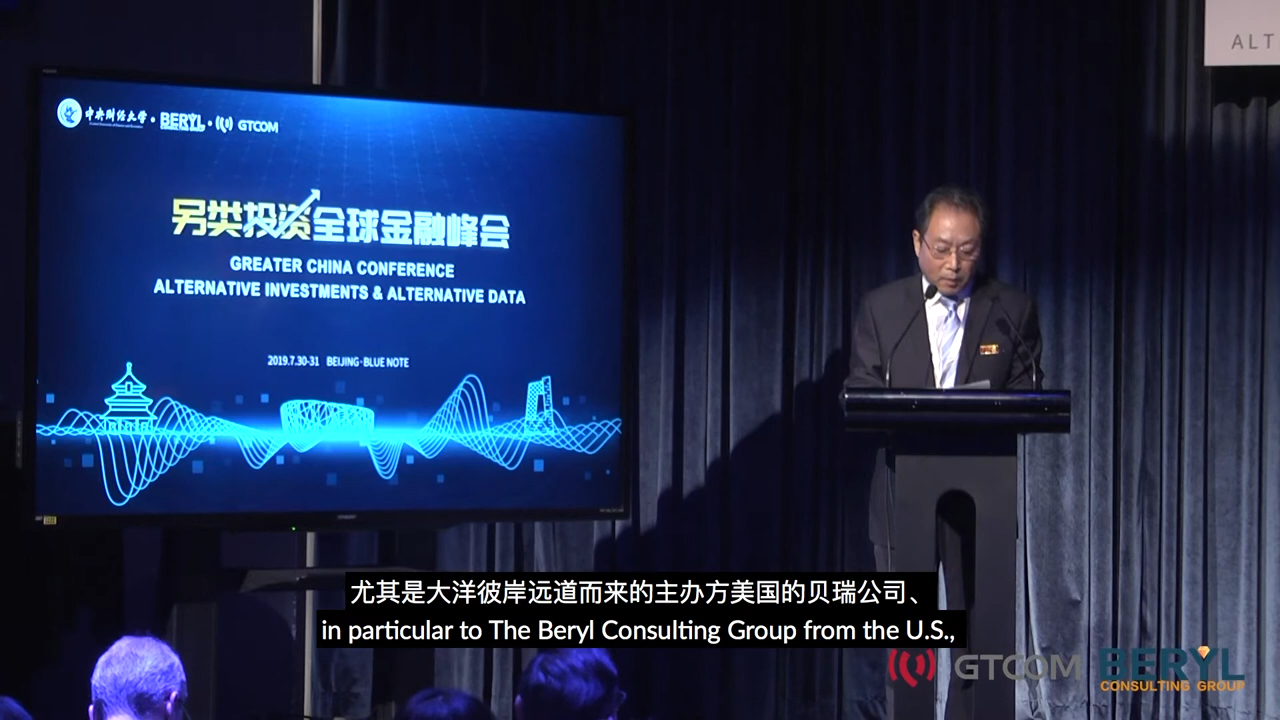 ALT
中央财经大学 • BERYL • GTCOM
另类投资全球金融峰会
GREATER CHINA CONFERENCE
ALTERNATIVE INVESTMENTS & ALTERNATIVE DATA
2019.7.30-31 BEIJING·BLUE NOTE
尤其是大洋彼岸远道而来的主办方美国的贝瑞公司、
in particular to The Beryl Consulting Group from the U.S.,
GTCOM BERYL
CONSULTING GROUP